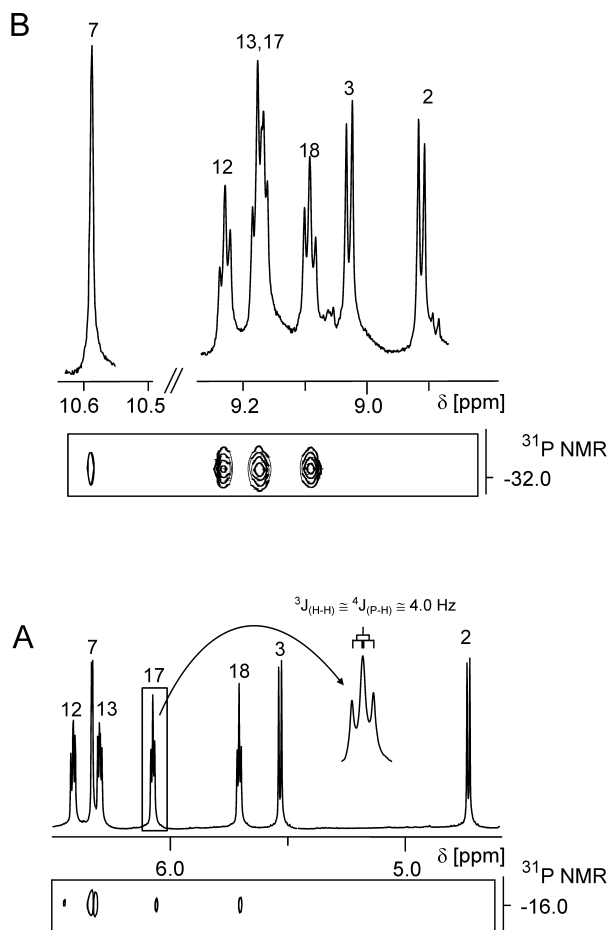 B
7
13,17
3
2
12
18
10.6 10.5 9.2 9.0 δ [ppm]
³¹P NMR
-32.0
³J(H-H) ≅ ⁴J(P-H) ≅ 4.0 Hz
A
7
3
2
17
18
12 13
6.0 5.0 δ [ppm]
³¹P NMR
-16.0